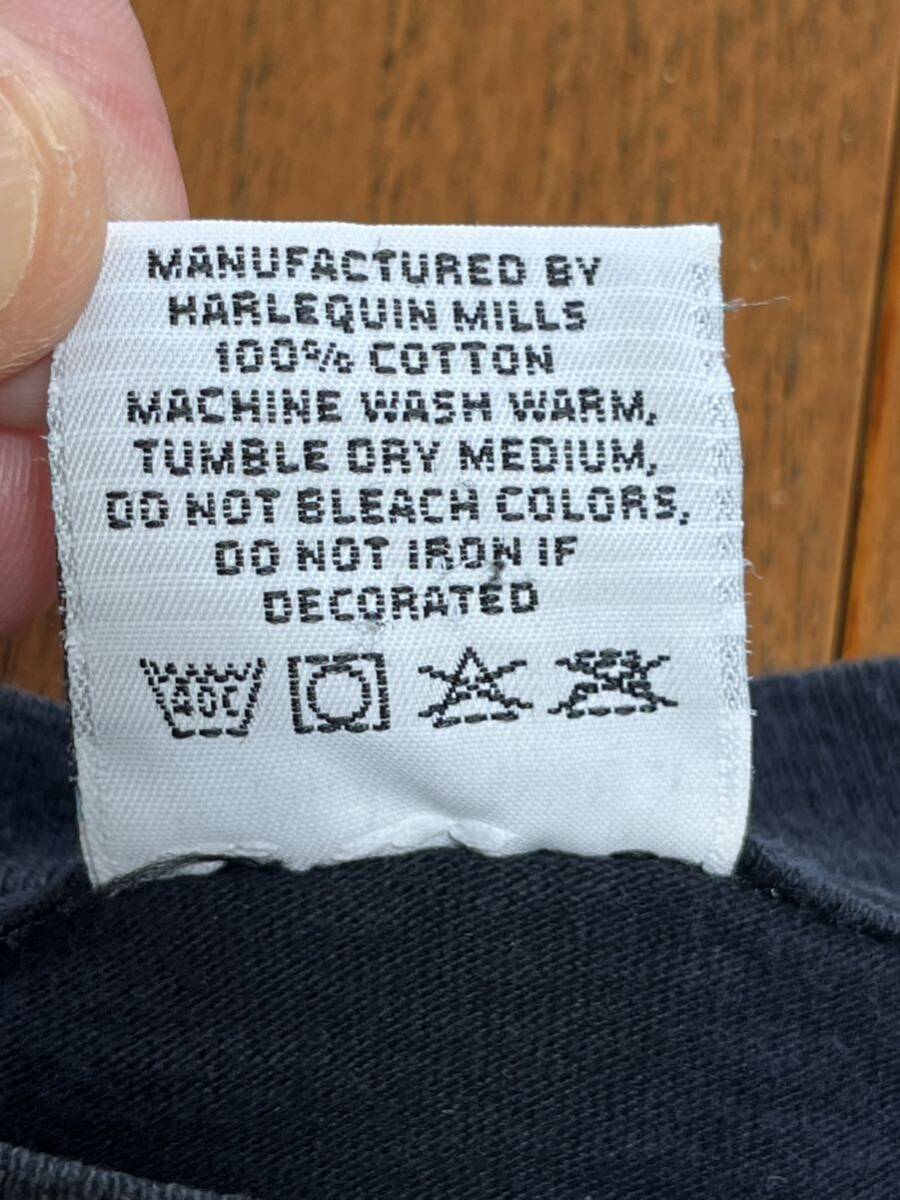 MANUFACTURED BY
HARLEQUIN MILLS
100% COTTON
MACHINE WASH WARM,
TUMBLE DRY MEDIUM,
DO NOT BLEACH COLORS,
DO NOT IRON IF
DECORATED
40C